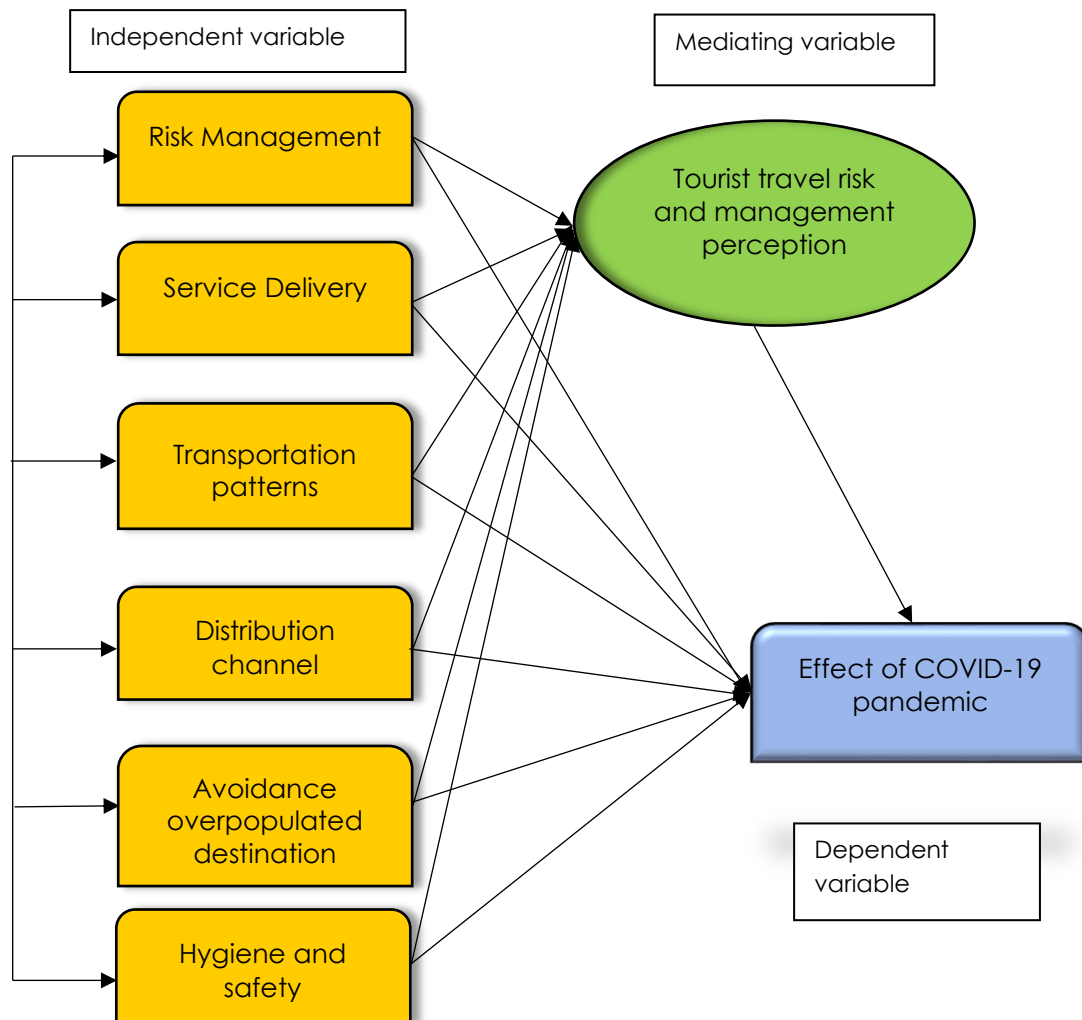 Independent variable
Mediating variable
Risk Management
Tourist travel risk
and management
perception
Service Delivery
Transportation
patterns
Distribution
channel
Effect of COVID-19
pandemic
Avoidance
overpopulated
destination
Dependent
variable
Hygiene and
safety